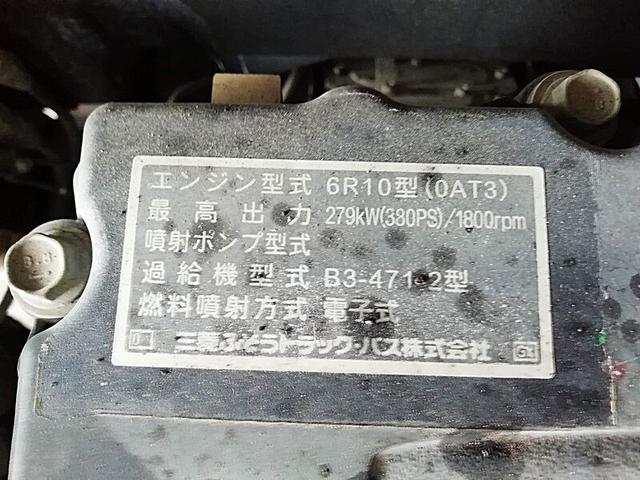 エンジン型式 6R10型(0AT3)
最高出力 279kW(380PS)/1800rpm
噴射ポンプ型式
過給機型式 B3-471-2型
燃料噴射方式 電子式
三菱ふそうトラック・バス株式会社